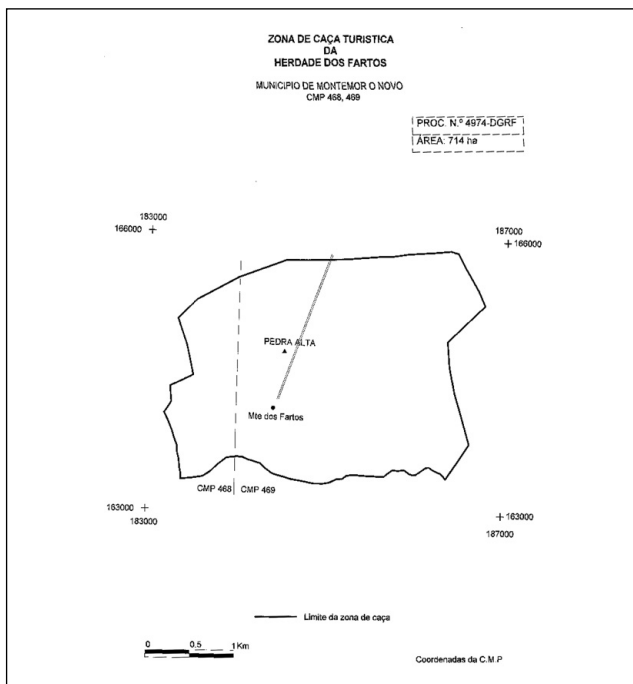 ZONA DE CAÇA TURISTICA
DA
HERDADE DOS FARTOS
MUNICIPIO DE MONTEMOR O NOVO
CMP 468, 469
PROC. N.º 4974-DGRF
ÁREA: 714 ha
183000
166000
187000
166000
PEDRA ALTA
Mte dos Fartos
CMP 468
CMP 469
163000
183000
163000
187000
Limite da zona de caça
0 0.5 1Km
Coordenadas da C.M.P